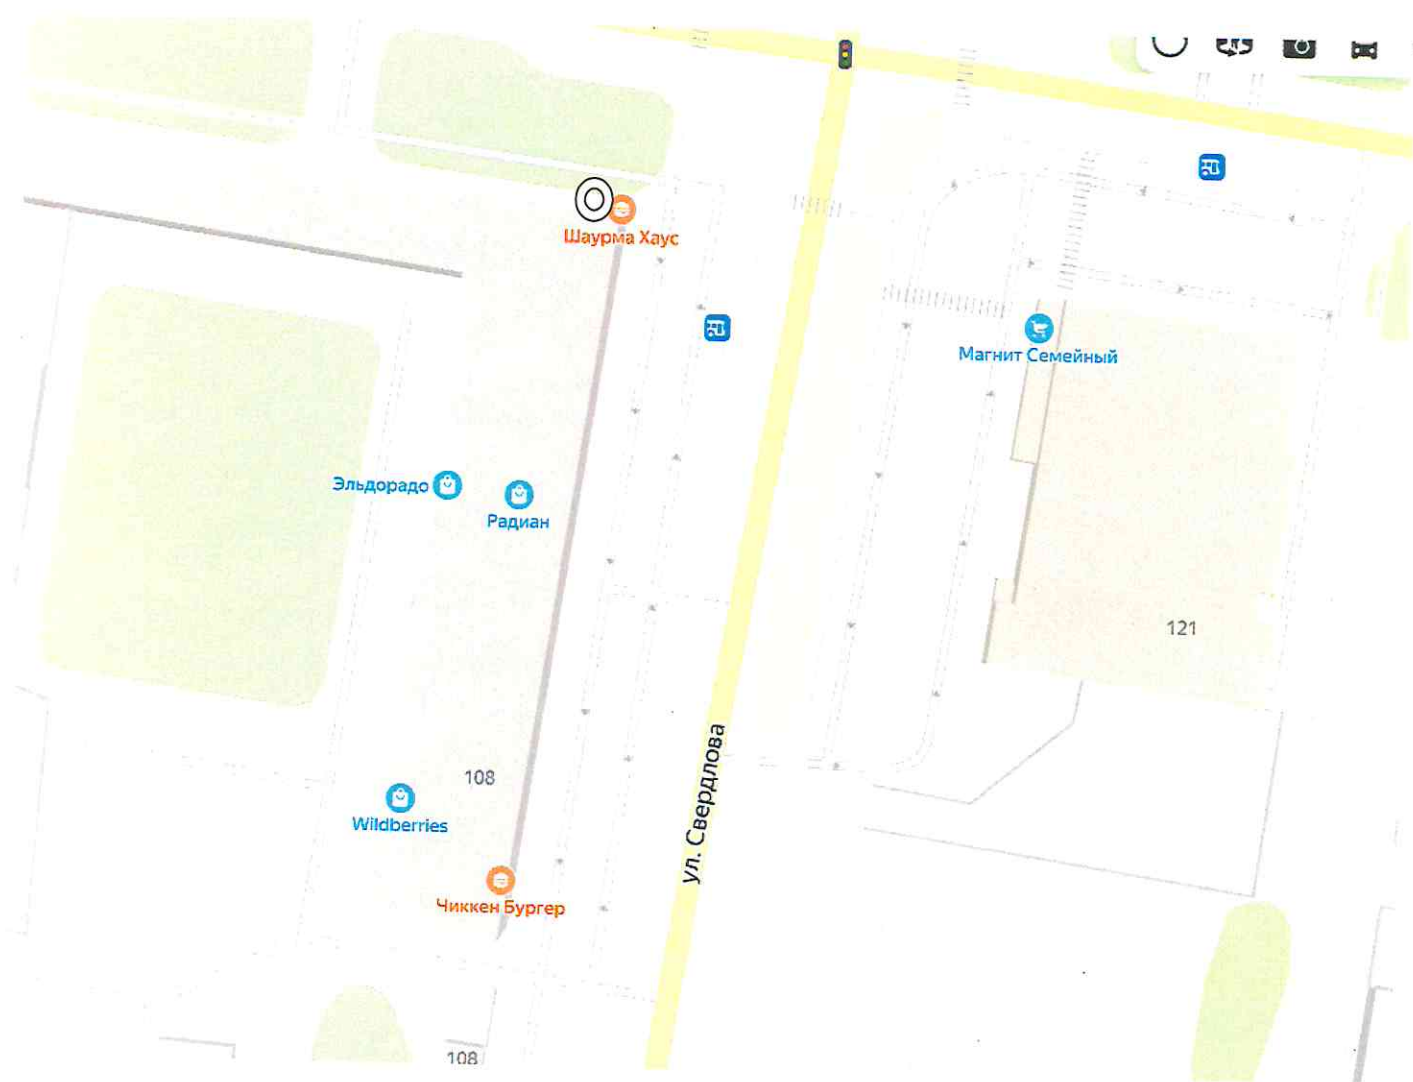 Шаурма Хаус
Магнит Семейный
Эльдорадо
Радиан
121
ул. Свердлова
108
Wildberries
Чиккен Бургер
108